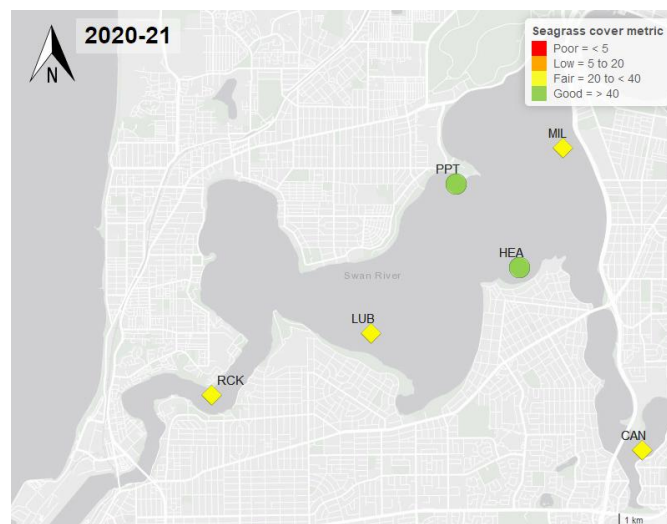 2020-21
N
Seagrass cover metric
Poor = < 5
Low = 5 to 20
Fair = 20 to < 40
Good = > 40
MIL
PPT
HEA
Swan River
LUB
RCK
CAN
1 km